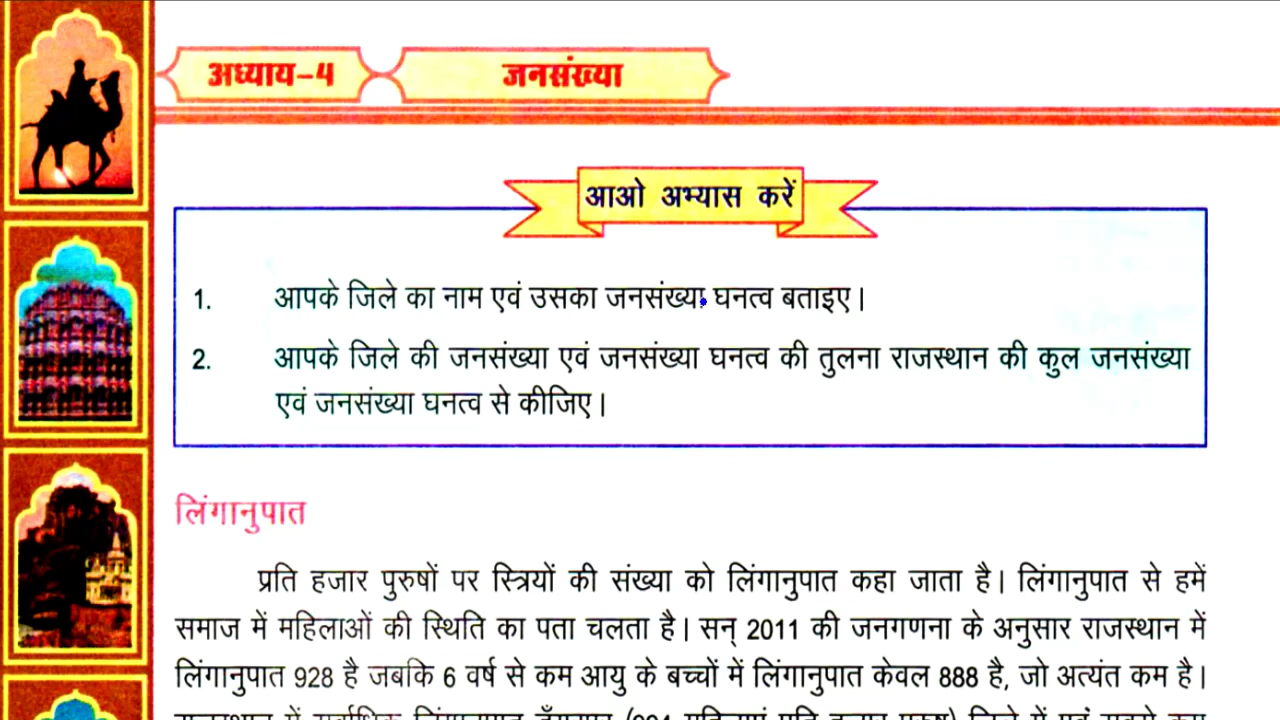 अध्याय–4 जनसंख्या
आओ अभ्यास करें
1. आपके जिले का नाम एवं उसका जनसंख्या घनत्व बताइए।
2. आपके जिले की जनसंख्या एवं जनसंख्या घनत्व की तुलना राजस्थान की कुल जनसंख्या
एवं जनसंख्या घनत्व से कीजिए।
लिंगानुपात
प्रति हजार पुरुषों पर स्त्रियों की संख्या को लिंगानुपात कहा जाता है। लिंगानुपात से हमें
समाज में महिलाओं की स्थिति का पता चलता है। सन् 2011 की जनगणना के अनुसार राजस्थान में
लिंगानुपात 928 है जबकि 6 वर्ष से कम आयु के बच्चों में लिंगानुपात केवल 888 है, जो अत्यंत कम है।